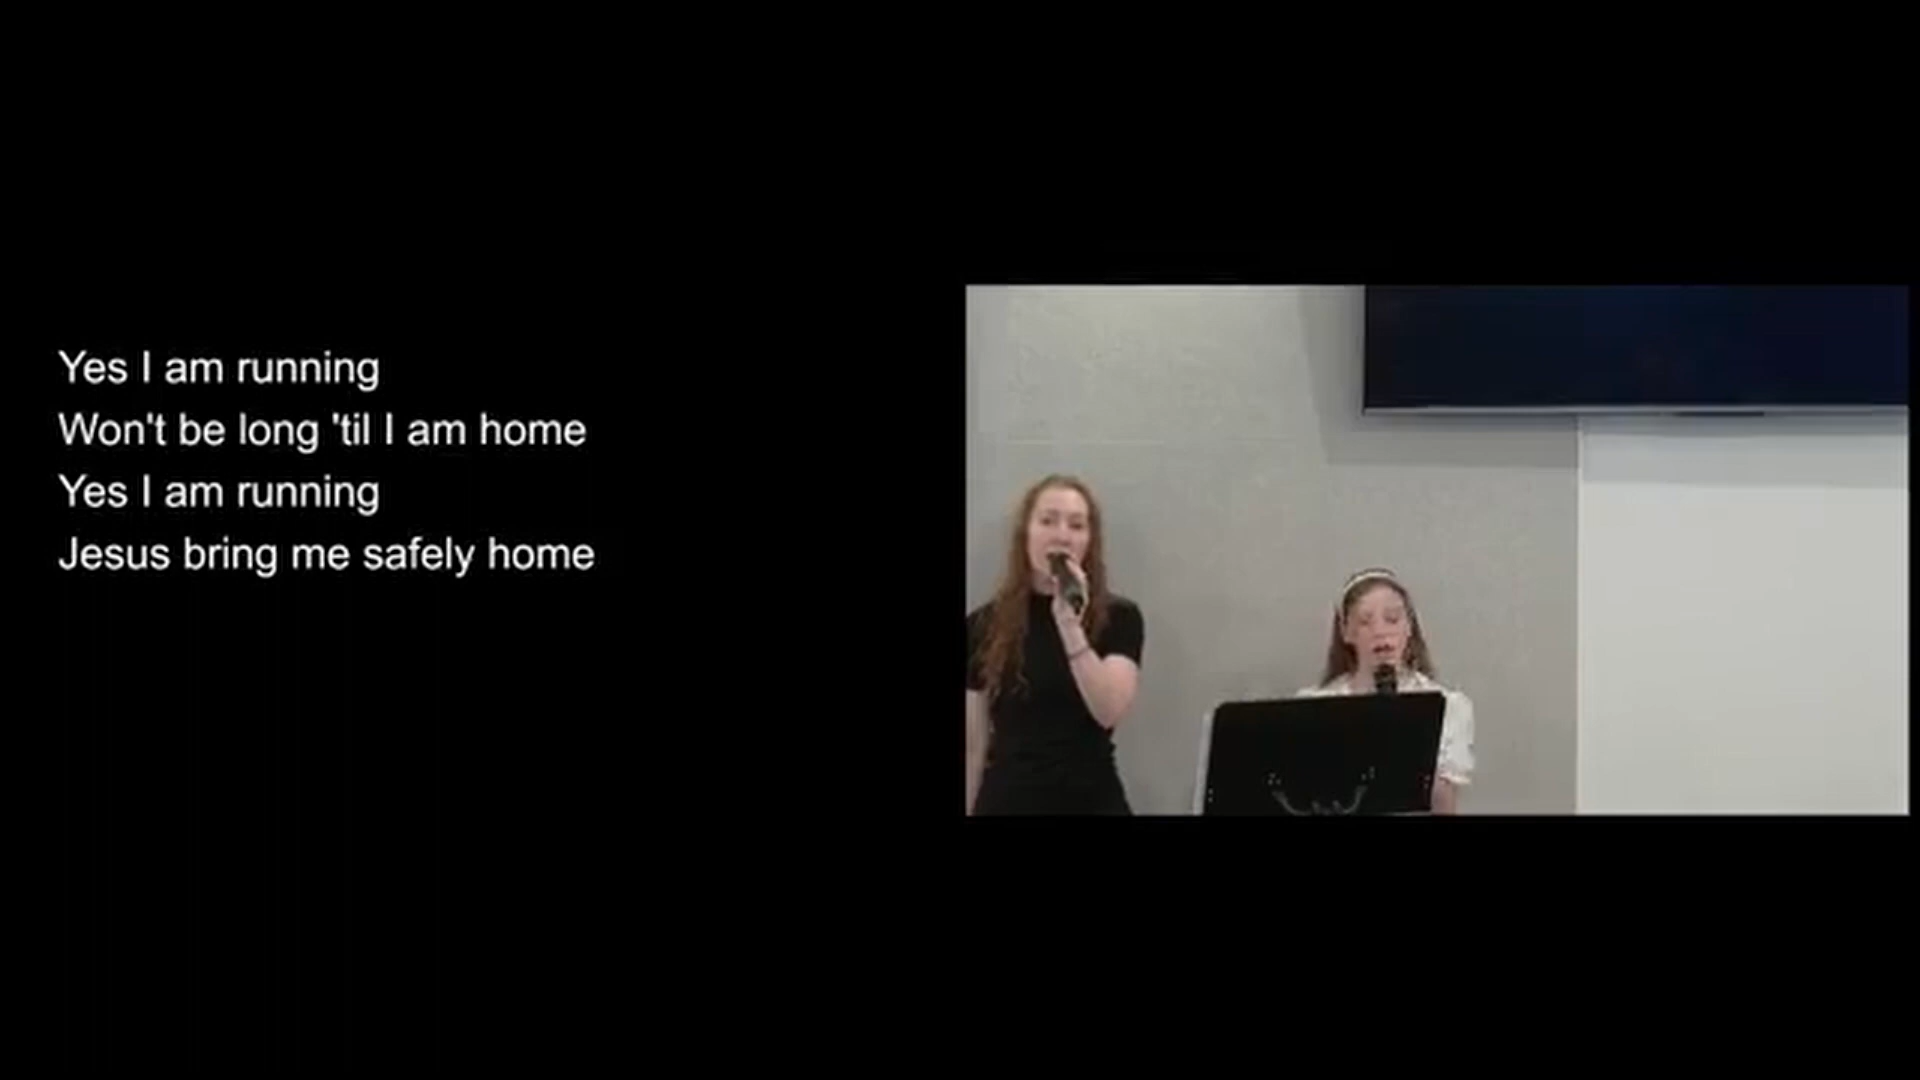 Yes I am running
Won't be long 'til I am home
Yes I am running
Jesus bring me safely home